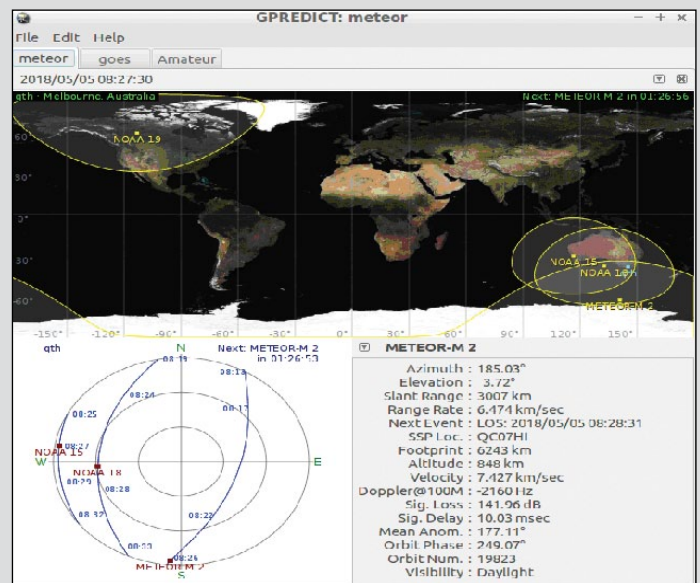 GPREDICT: meteor
File Edit Help
meteor goes Amateur
2018/05/05 08:27:30
qth - Melbourne, Australia
Next: METEOR-M 2 in 01:26:56
NOAA 19
60°
30°
0°
30°
60°
NOAA 15
NOAA 18
METEOR-M 2
-150° -120° -90° -60° -30° 0° 30° 60° 90° 120° 150°
qth
N
Next: METEOR-M 2
in 01:26:53
08:19
08:24
08:17
08:25
08:27
NOAA 15
W
E
NOAA 18
08:29
08:28
08:32
08:22
08:33
08:26
METEOR-M 2
S
METEOR-M 2
Azimuth : 185.03°
Elevation : 3.72°
Slant Range : 3007 km
Range Rate : 6.474 km/sec
Next Event : LOS: 2018/05/05 08:28:31
SSP Loc. : QC07HI
Footprint : 6243 km
Altitude : 848 km
Velocity : 7.427 km/sec
Doppler@100M : -2160 Hz
Sig. Loss : 141.96 dB
Sig. Delay : 10.03 msec
Mean Anom. : 177.11°
Orbit Phase : 249.07°
Orbit Num. : 19823
Visibility : Daylight